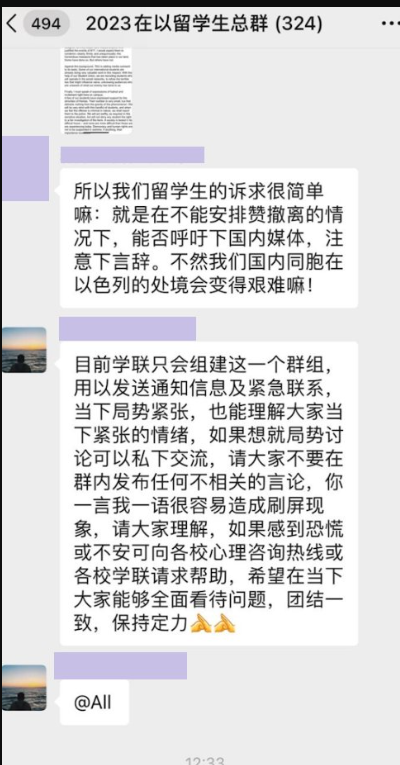 494
2023在以留学生总群 (324)
所以我们留学生的诉求很简单
嘛：就是在不能安排赞撤离的情
况下，能否呼吁下国内媒体，注
意下言辞。不然我们国内同胞在
以色列的处境会变得艰难嘛！
目前学联只会组建这一个群组，
用以发送通知信息及紧急联系，
当下局势紧张，也能理解大家当
下紧张的情绪，如果想就局势讨
论可以私下交流，请大家不要在
群内发布任何不相关的言论，你
一言我一语很容易造成刷屏现
象，请大家理解，如果感到恐慌
或不安可向各校心理咨询热线或
各校学联请求帮助，希望在当下
大家能够全面看待问题，团结一
致，保持定力
@All
12:33